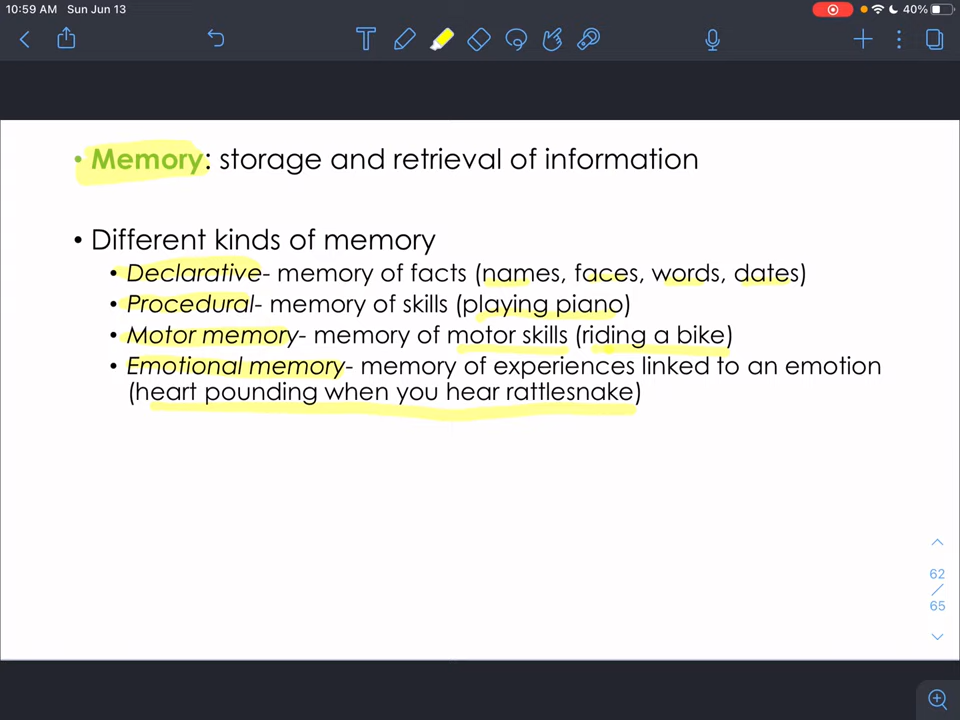 10:59 AM Sun Jun 13 40%
• Memory: storage and retrieval of information
• Different kinds of memory
• Declarative- memory of facts (names, faces, words, dates)
• Procedural- memory of skills (playing piano)
• Motor memory- memory of motor skills (riding a bike)
• Emotional memory- memory of experiences linked to an emotion
(heart pounding when you hear rattlesnake)
62
/
65